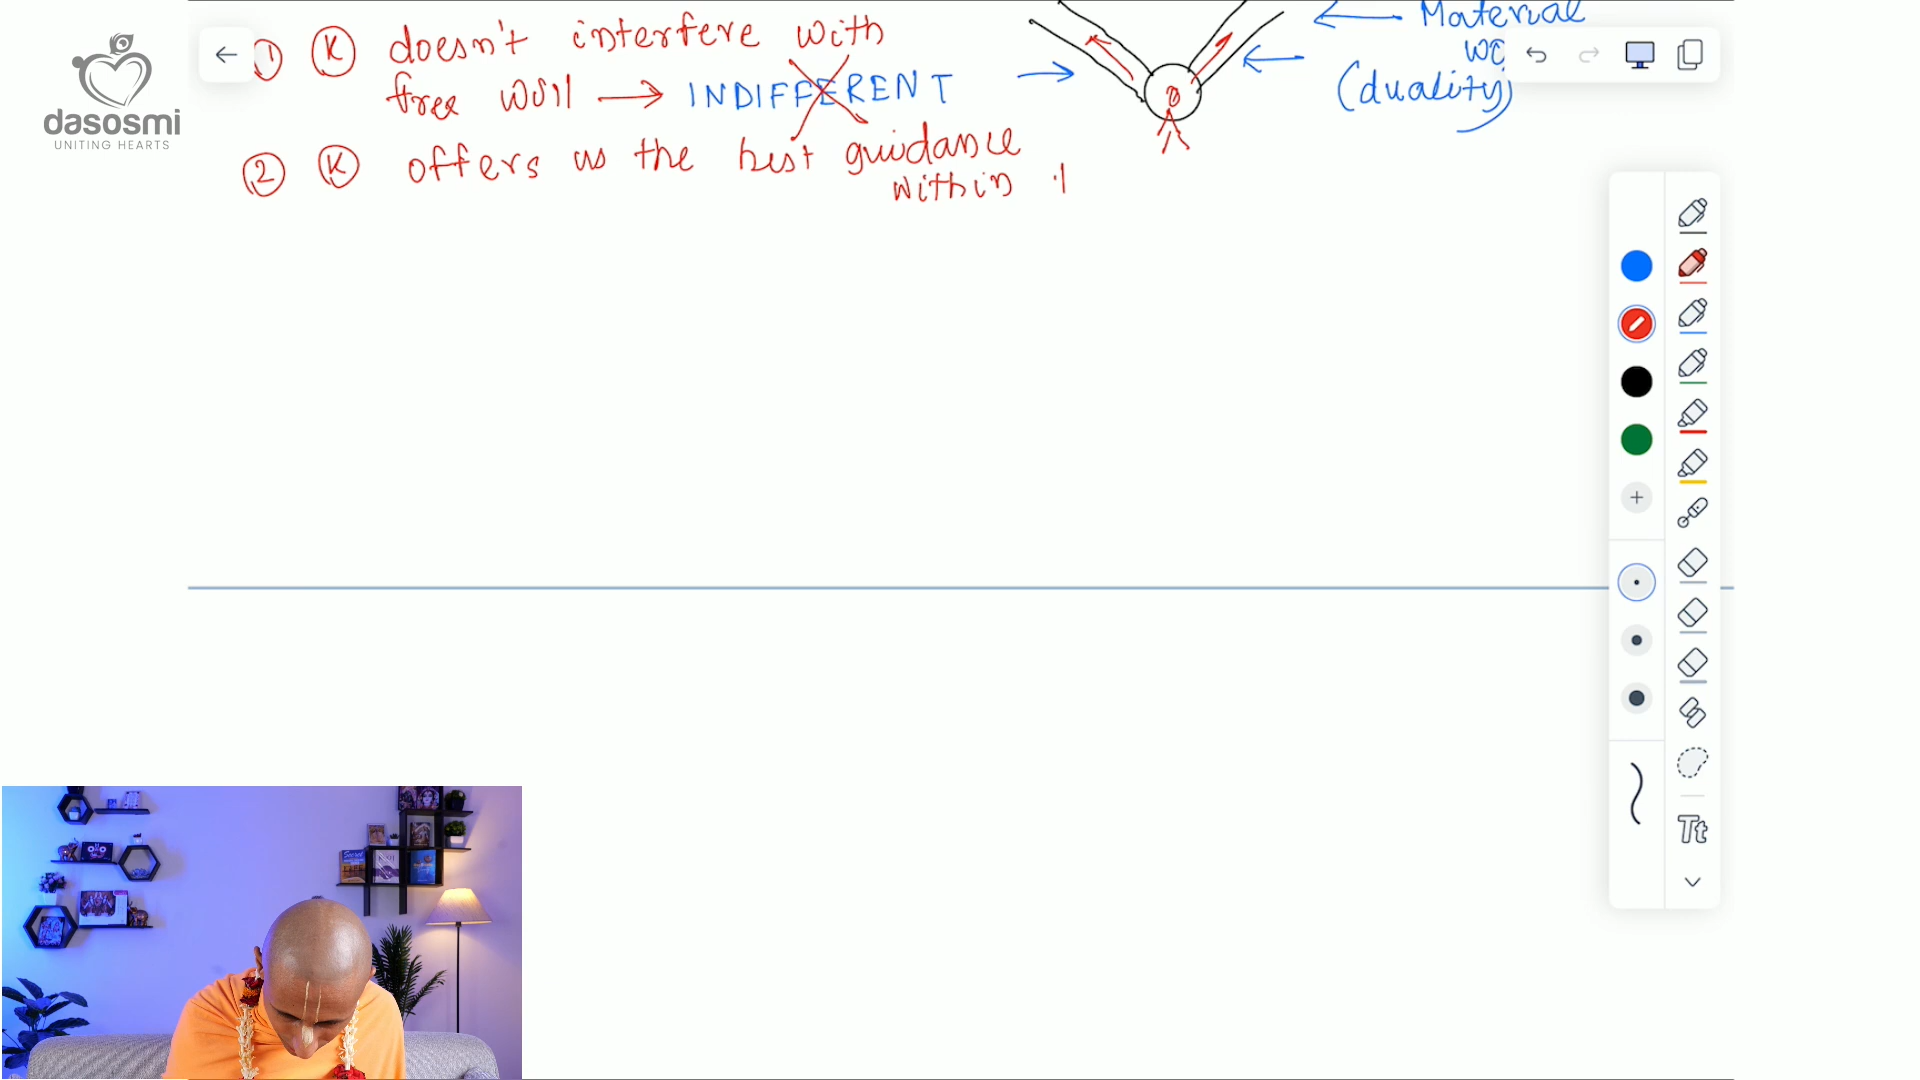 ① Ⓚ doesn't interfere with
free will → INDIFFERENT
② Ⓚ offers us the best guidance
within
← Material
(duality)
dasosmi
UNITING HEARTS
Tt